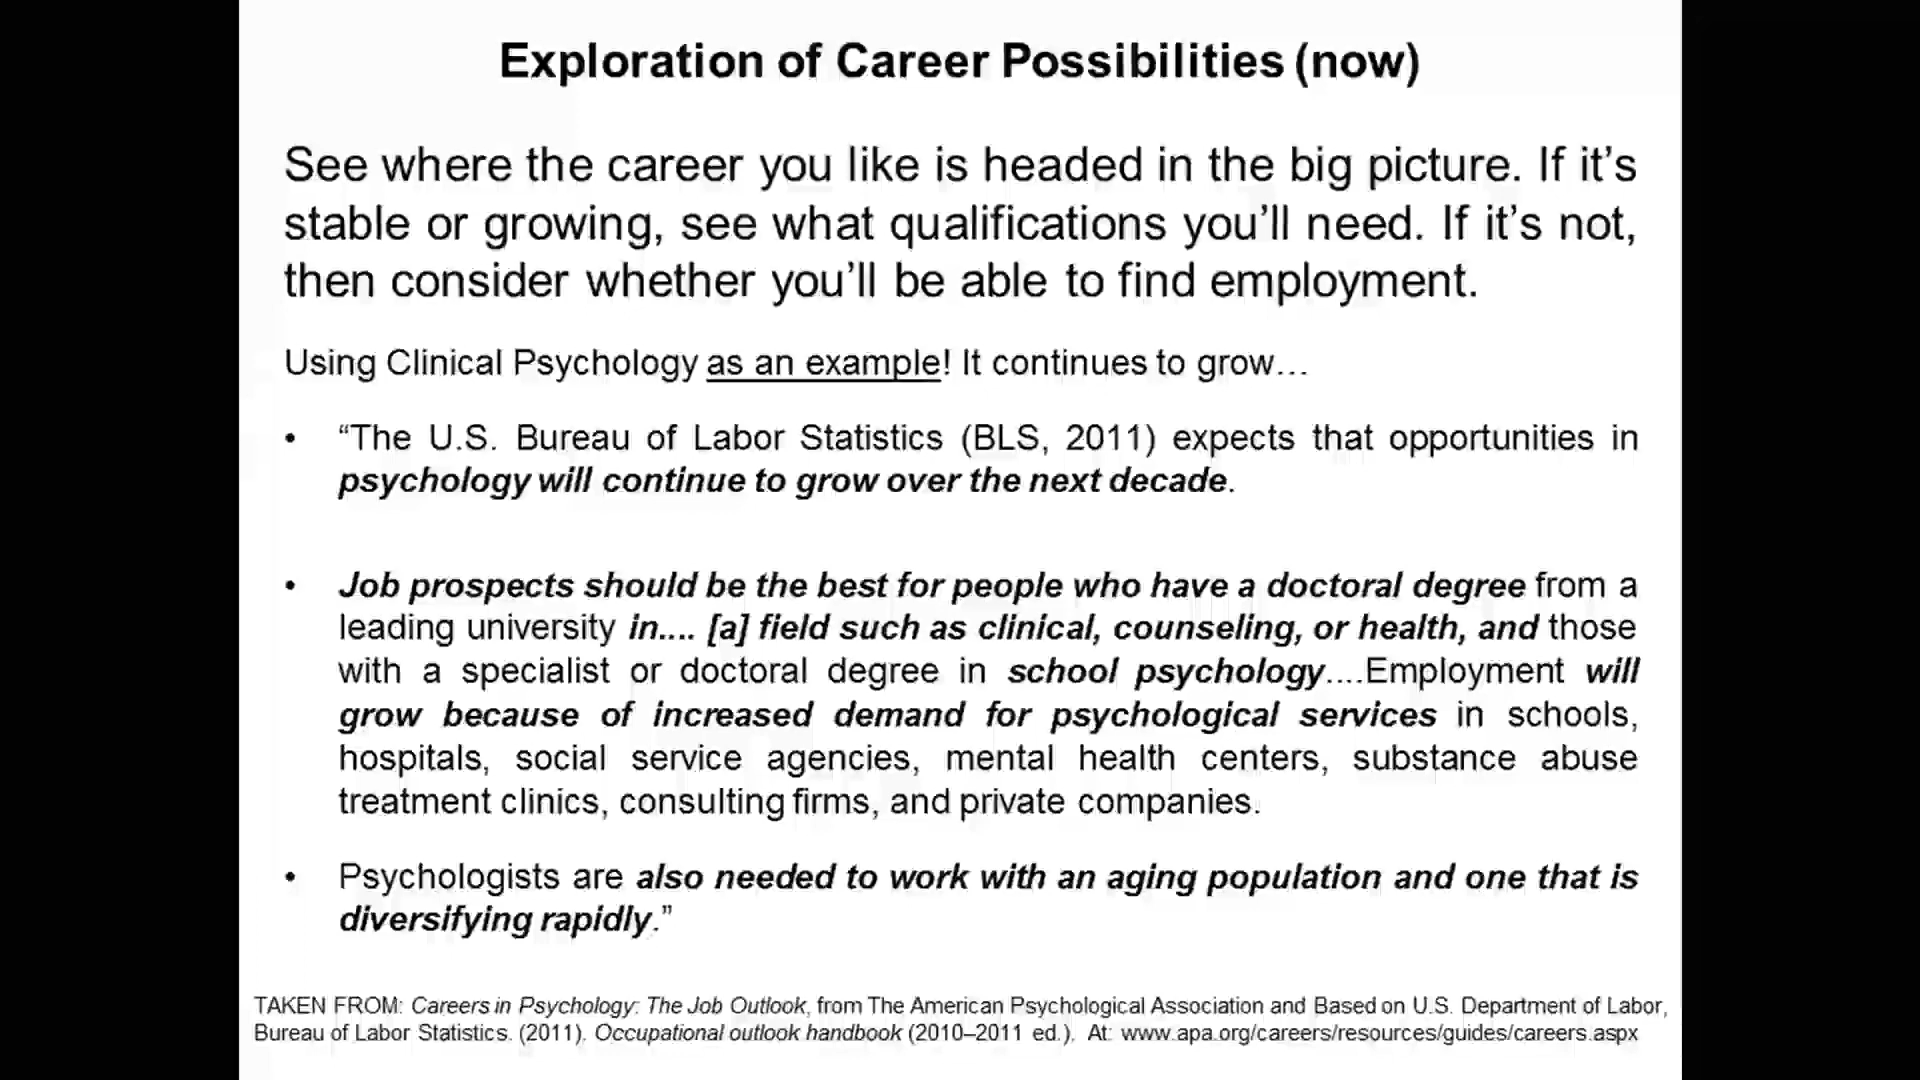 Exploration of Career Possibilities (now)
See where the career you like is headed in the big picture. If it’s
stable or growing, see what qualifications you’ll need. If it’s not,
then consider whether you’ll be able to find employment.
Using Clinical Psychology as an example! It continues to grow…
• “The U.S. Bureau of Labor Statistics (BLS, 2011) expects that opportunities in
psychology will continue to grow over the next decade.
• Job prospects should be the best for people who have a doctoral degree from a
leading university in.... [a] field such as clinical, counseling, or health, and those
with a specialist or doctoral degree in school psychology....Employment will
grow because of increased demand for psychological services in schools,
hospitals, social service agencies, mental health centers, substance abuse
treatment clinics, consulting firms, and private companies.
• Psychologists are also needed to work with an aging population and one that is
diversifying rapidly.”
TAKEN FROM: Careers in Psychology: The Job Outlook, from The American Psychological Association and Based on U.S. Department of Labor,
Bureau of Labor Statistics. (2011). Occupational outlook handbook (2010–2011 ed.). At: www.apa.org/careers/resources/guides/careers.aspx